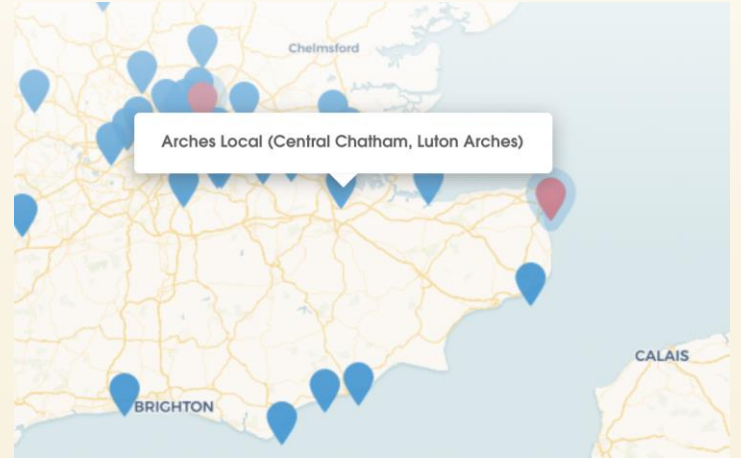 Chelmsford
Arches Local (Central Chatham, Luton Arches)
CALAIS
BRIGHTON